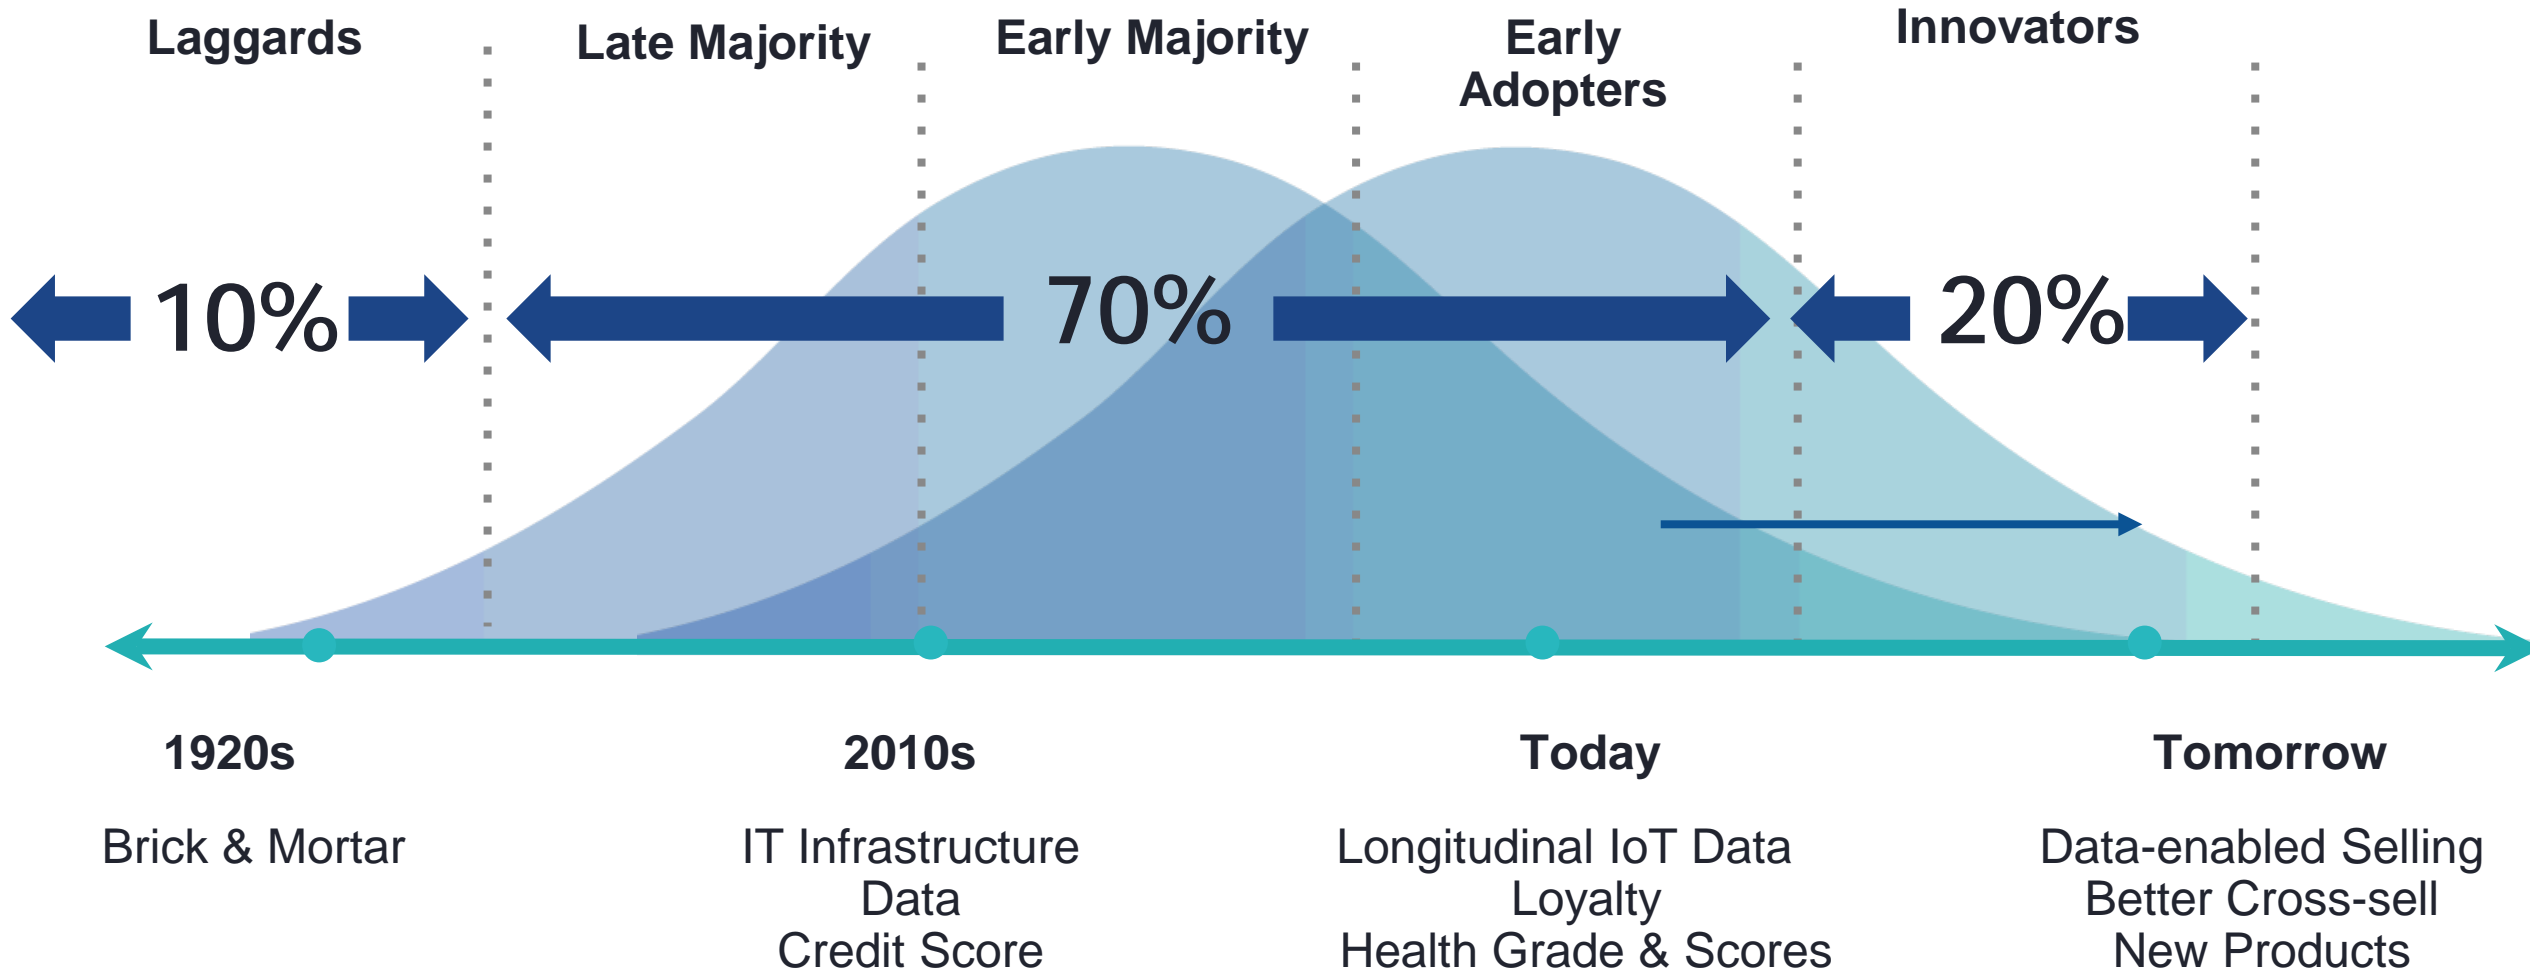 Laggards
Late Majority
Early Majority
Early
Adopters
Innovators
10%
70%
20%
1920s
2010s
Today
Tomorrow
Brick & Mortar
IT Infrastructure
Data
Credit Score
Longitudinal IoT Data
Loyalty
Health Grade & Scores
Data-enabled Selling
Better Cross-sell
New Products